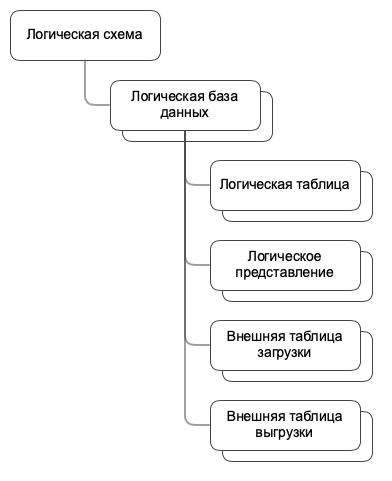 Логическая схема
Логическая база
данных
Логическая таблица
Логическое
представление
Внешняя таблица
загрузки
Внешняя таблица
выгрузки